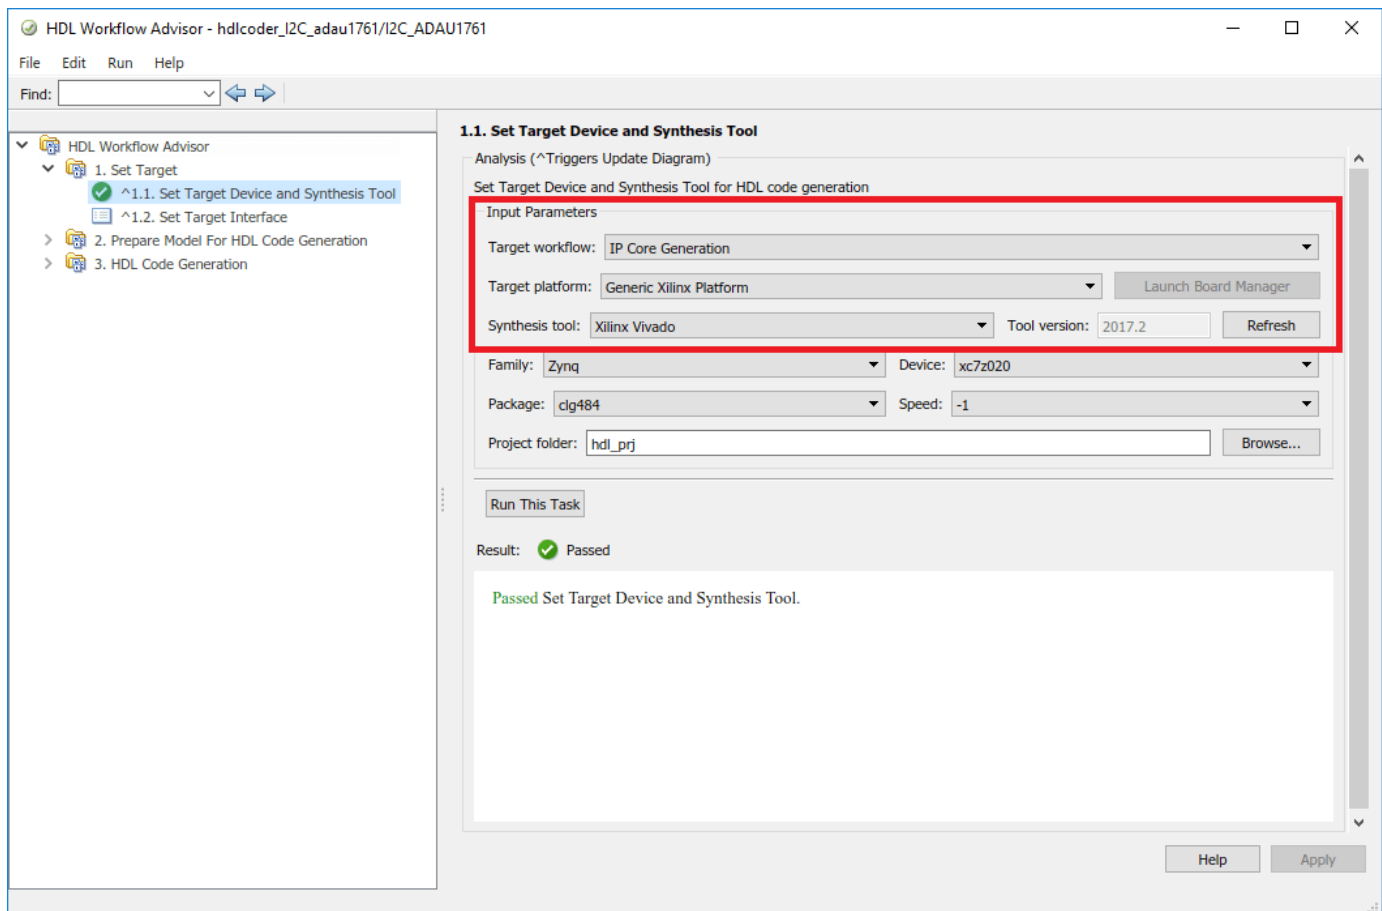 HDL Workflow Advisor - hdlcoder_I2C_adau1761/I2C_ADAU1761
File Edit Run Help
Find:
HDL Workflow Advisor
1. Set Target
^1.1. Set Target Device and Synthesis Tool
^1.2. Set Target Interface
2. Prepare Model For HDL Code Generation
3. HDL Code Generation
1.1. Set Target Device and Synthesis Tool
Analysis (^Triggers Update Diagram)
Set Target Device and Synthesis Tool for HDL code generation
Input Parameters
Target workflow: IP Core Generation
Target platform: Generic Xilinx Platform Launch Board Manager
Synthesis tool: Xilinx Vivado Tool version: 2017.2 Refresh
Family: Zynq Device: xc7z020
Package: clg484 Speed: -1
Project folder: hdl_prj Browse...
Run This Task
Result: Passed
Passed Set Target Device and Synthesis Tool.
Help Apply